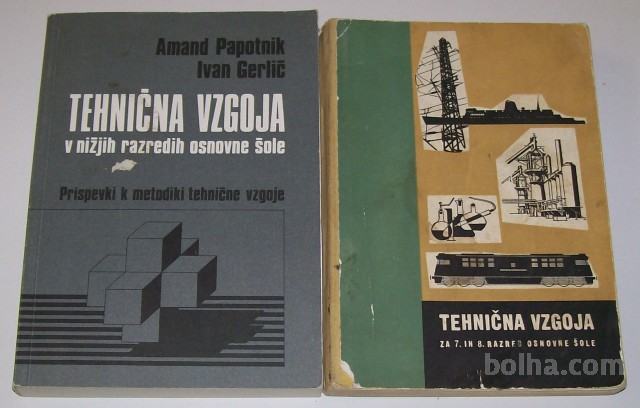 Amand Papotnik
Ivan Gerlič
TEHNIČNA VZGOJA
v nižjih razredih osnovne šole
Prispevki k metodiki tehnične vzgoje
TEHNIČNA VZGOJA
ZA 7. IN 8. RAZRED OSNOVNE ŠOLE
bolha.com